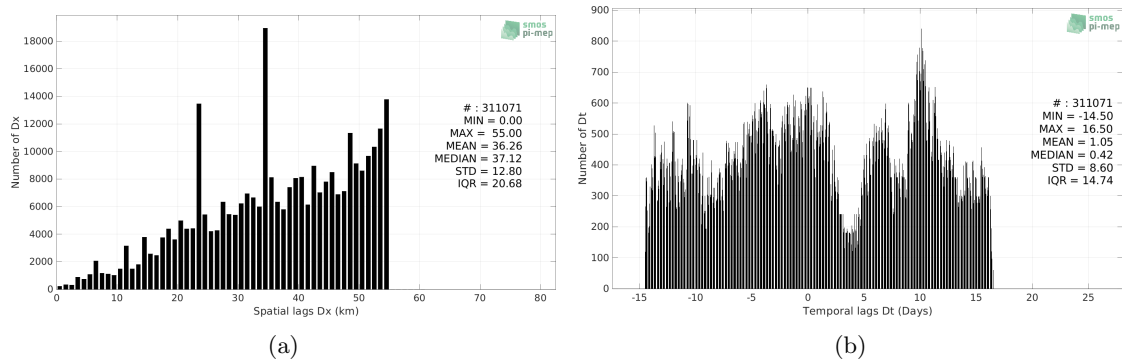 smos
pi-mep
18000
16000
14000
12000
10000
8000
6000
4000
2000
0
Number of Dx
# : 311071
MIN = 0.00
MAX = 55.00
MEAN = 36.26
MEDIAN = 37.12
STD = 12.80
IQR = 20.68
0 10 20 30 40 50 60 70 80
Spatial lags Dx (km)
(a)
smos
pi-mep
900
800
700
600
500
400
300
200
100
0
Number of Dt
# : 311071
MIN = -14.50
MAX = 16.50
MEAN = 1.05
MEDIAN = 0.42
STD = 8.60
IQR = 14.74
-15 -10 -5 0 5 10 15 20 25
Temporal lags Dt (Days)
(b)